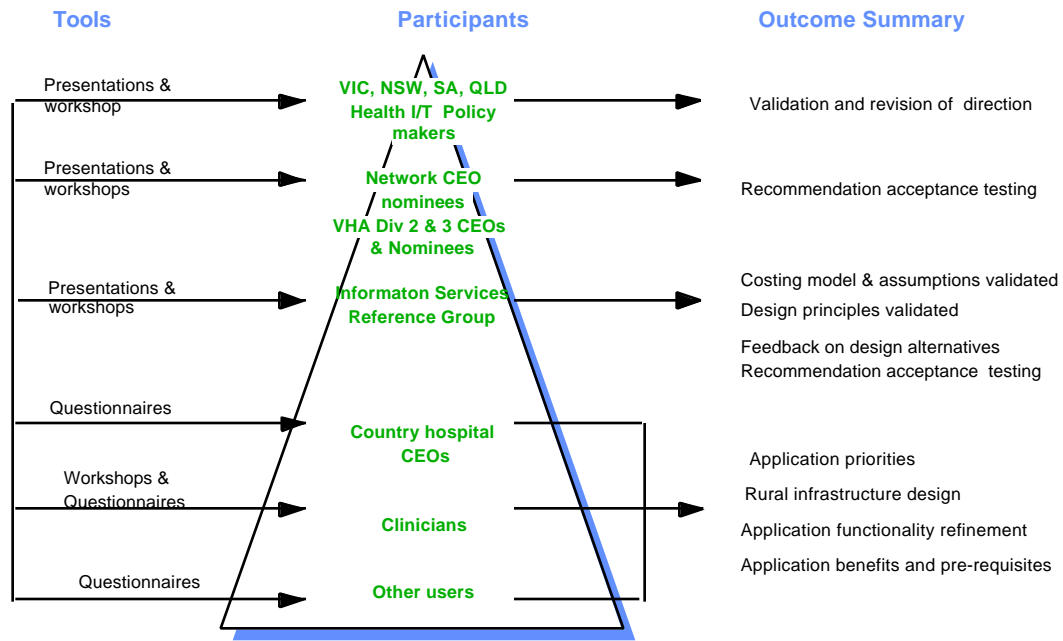 Tools
Participants
Outcome Summary
Presentations &
workshop
VIC, NSW, SA, QLD
Health I/T Policy
makers
Validation and revision of direction
Presentations &
workshops
Network CEO
nominees
VHA Div 2 & 3 CEOs
& Nominees
Recommendation acceptance testing
Presentations &
workshops
Informaton Services
Reference Group
Costing model & assumptions validated
Design principles validated
Feedback on design alternatives
Recommendation acceptance testing
Questionnaires
Country hospital
CEOs
Workshops &
Questionnaires
Clinicians
Questionnaires
Other users
Application priorities
Rural infrastructure design
Application functionality refinement
Application benefits and pre-requisites